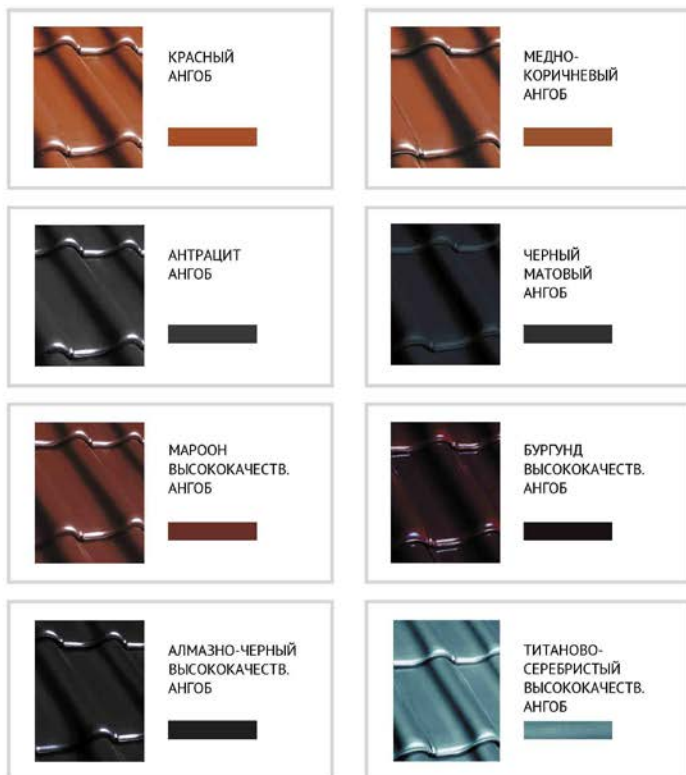 КРАСНЫЙ
АНГОБ
МЕДНО-
КОРИЧНЕВЫЙ
АНГОБ
АНТРАЦИТ
АНГОБ
ЧЕРНЫЙ
МАТОВЫЙ
АНГОБ
МАРООН
ВЫСОКОКАЧЕСТВ.
АНГОБ
БУРГУНД
ВЫСОКОКАЧЕСТВ.
АНГОБ
АЛМАЗНО-ЧЕРНЫЙ
ВЫСОКОКАЧЕСТВ.
АНГОБ
ТИТАНОВО-
СЕРЕБРИСТЫЙ
ВЫСОКОКАЧЕСТВ.
АНГОБ